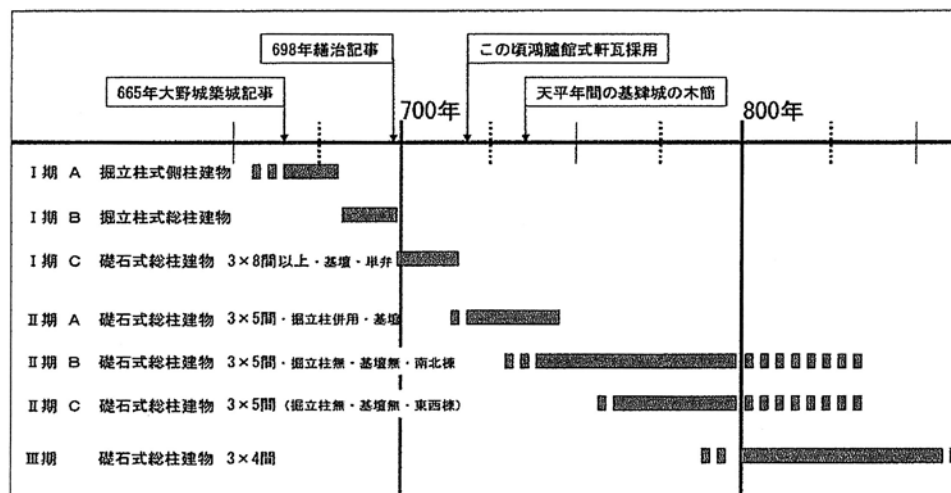 698年繕治記事
この頃鴻臚館式軒瓦採用
665年大野城築城記事
天平年間の基肄城の木簡
700年
800年
Ⅰ期 A 掘立柱式側柱建物
Ⅰ期 B 掘立柱式総柱建物
Ⅰ期 C 礎石式総柱建物 3×8間以上・基壇・単弁
Ⅱ期 A 礎石式総柱建物 3×5間・掘立柱併用・基壇
Ⅱ期 B 礎石式総柱建物 3×5間・掘立柱無・基壇無・南北棟
Ⅱ期 C 礎石式総柱建物 3×5間(掘立柱無・基壇無・東西棟)
Ⅲ期 礎石式総柱建物 3×4間